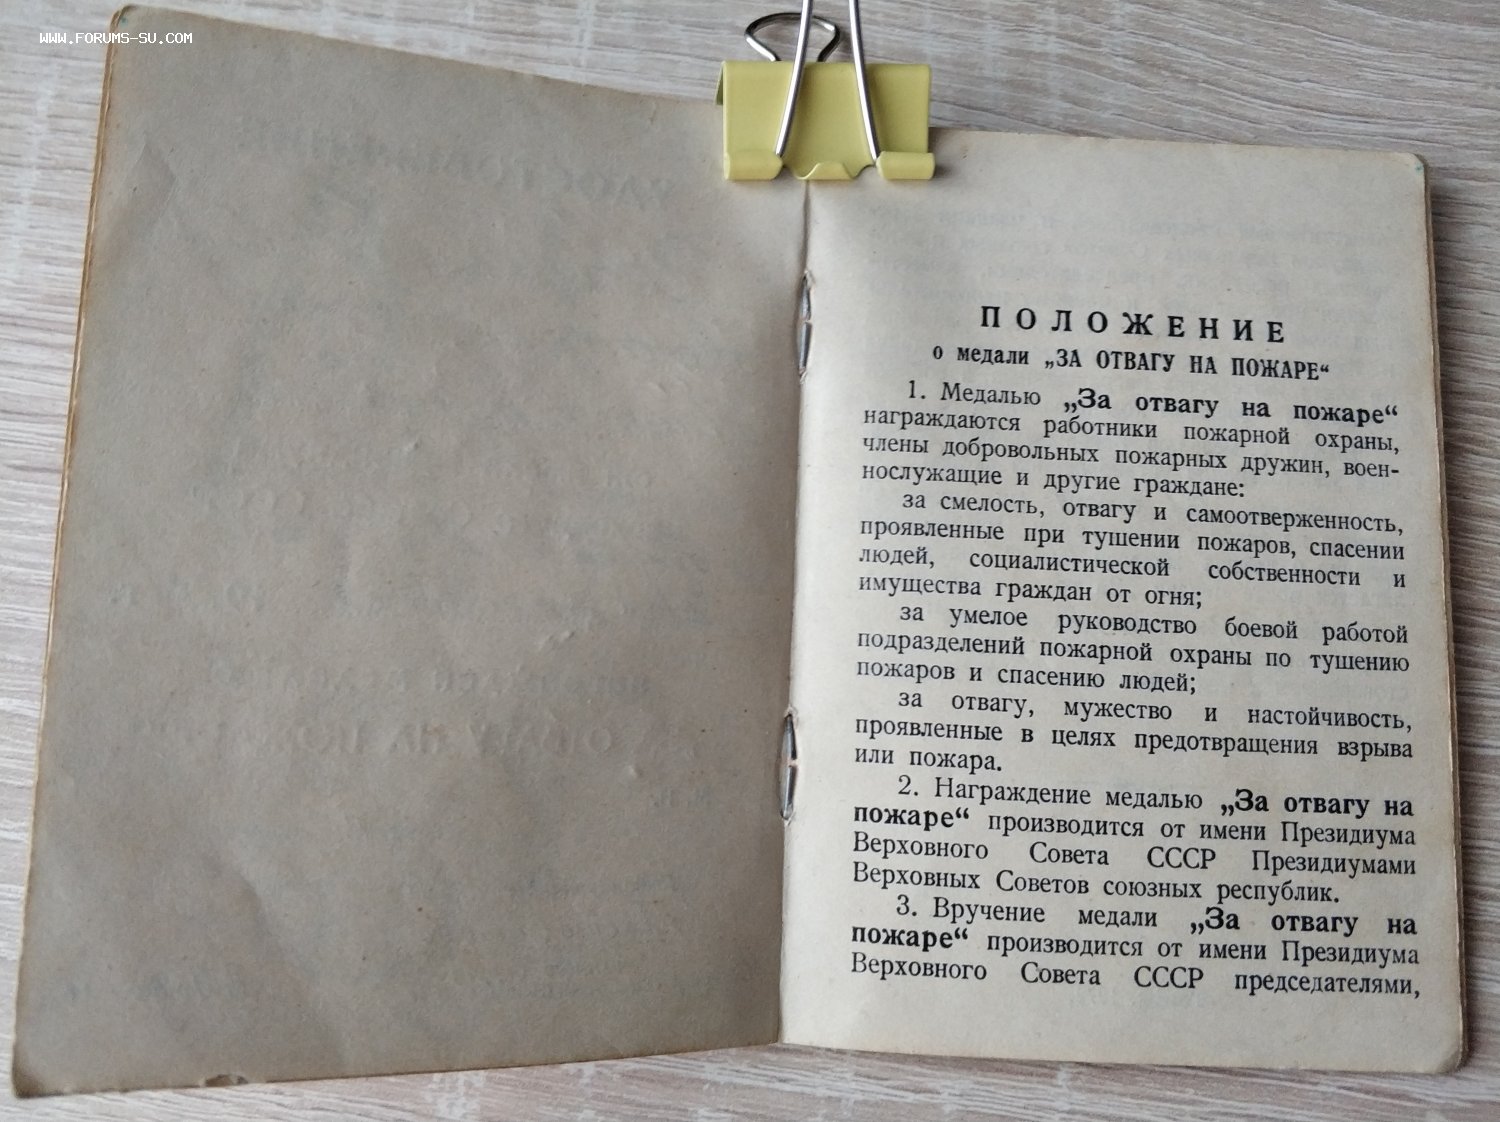 WWW.FORUMS-SU.COM
ПОЛОЖЕНИЕ
о медали „ЗА ОТВАГУ НА ПОЖАРЕ“
1. Медалью „За отвагу на пожаре“
награждаются работники пожарной охраны,
члены добровольных пожарных дружин, воен-
нослужащие и другие граждане:
за смелость, отвагу и самоотверженность,
проявленные при тушении пожаров, спасении
людей, социалистической собственности и
имущества граждан от огня;
за умелое руководство боевой работой
подразделений пожарной охраны по тушению
пожаров и спасению людей;
за отвагу, мужество и настойчивость,
проявленные в целях предотвращения взрыва
или пожара.
2. Награждение медалью „За отвагу на
пожаре“ производится от имени Президиума
Верховного Совета СССР Президиумами
Верховных Советов союзных республик.
3. Вручение медали „За отвагу на
пожаре“ производится от имени Президиума
Верховного Совета СССР председателями,